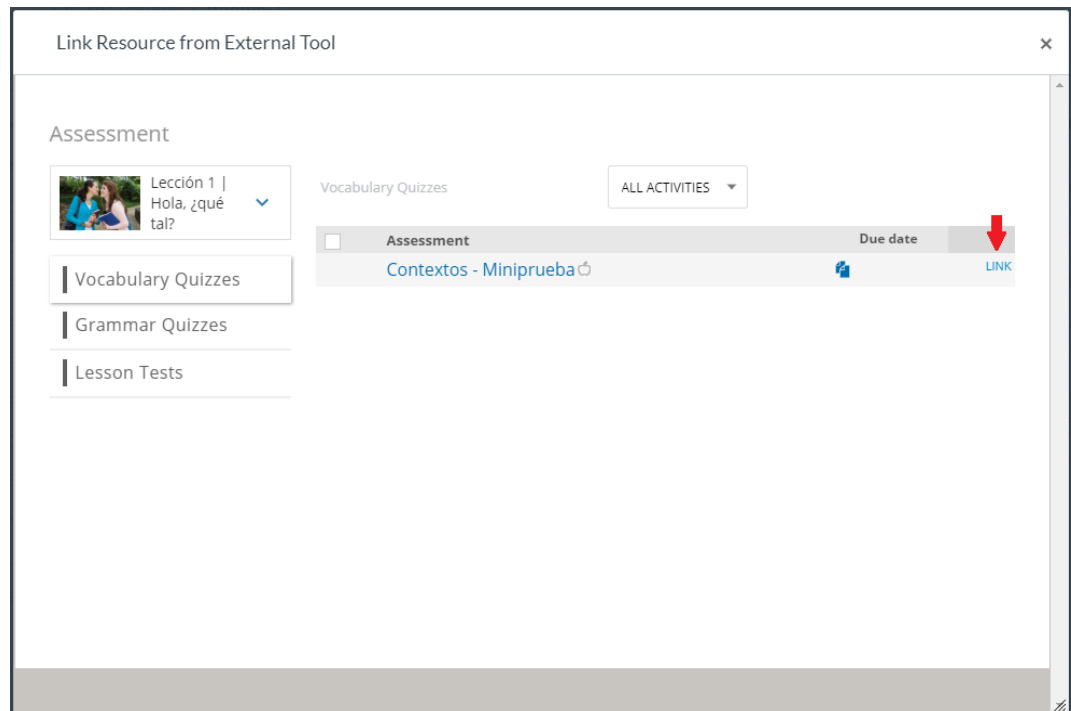 Link Resource from External Tool
×
Assessment
Lección 1 |
Hola, ¿qué
tal?
Vocabulary Quizzes
Grammar Quizzes
Lesson Tests
Vocabulary Quizzes
ALL ACTIVITIES
Assessment Due date
Contextos - Miniprueba LINK